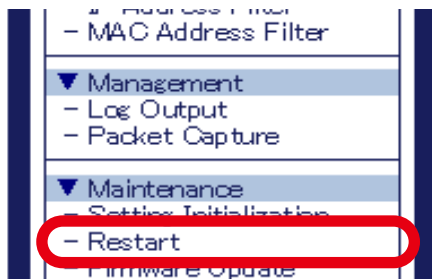 - MAC Address Filter
▼ Management
- Log Output
- Packet Capture
▼ Maintenance
- Setting Initialization
- Restart
- Firmware Update